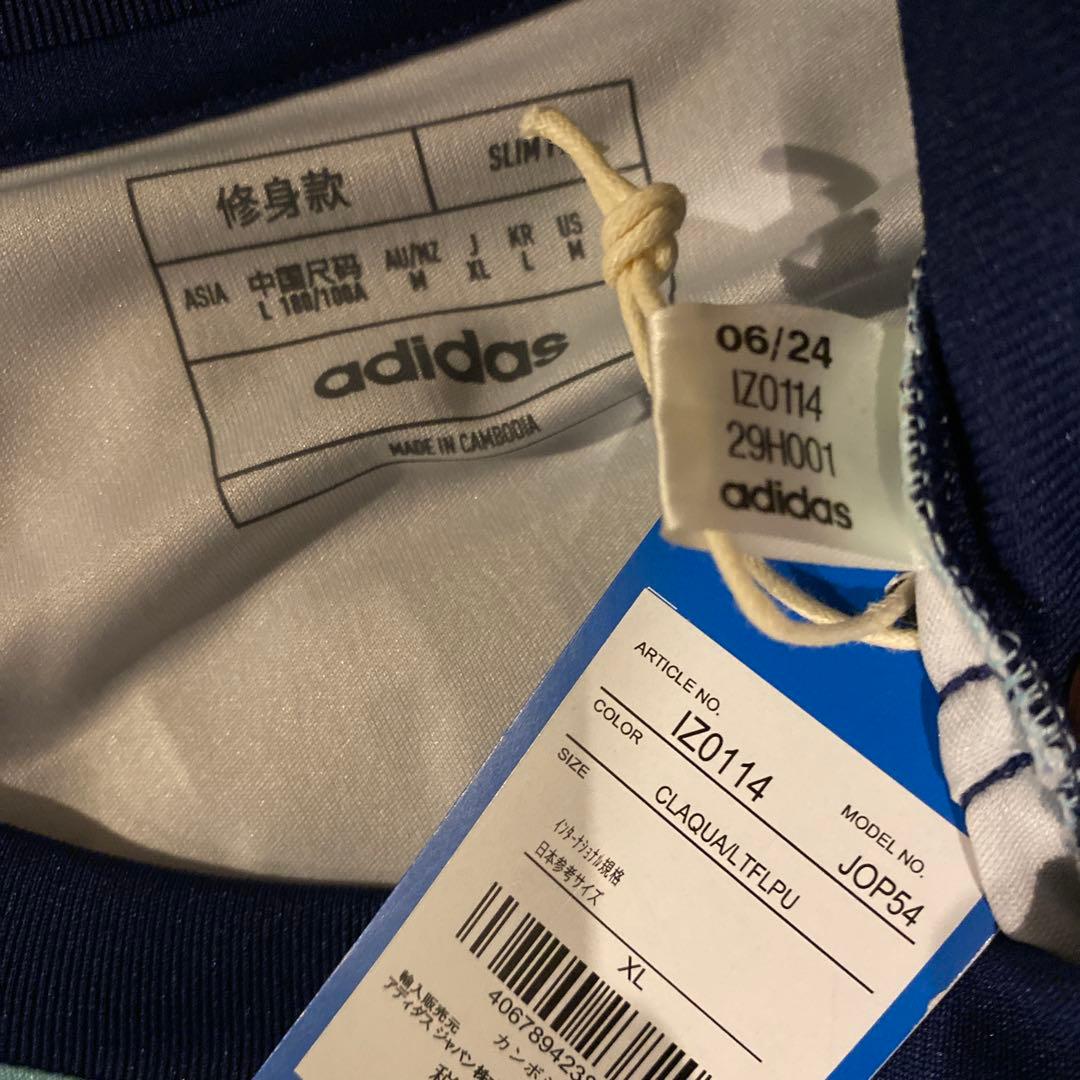 修身款
SLIM
ASIA
中国尺码
L 180/100A
AU/NZ
M
J
XL
KR
L
US
M
adidas
MADE IN CAMBODIA
06/24
IZ0114
29H001
adidas
ARTICLE NO.
IZ0114
MODEL NO.
JOP54
COLOR
CLAQUA/LTFLPU
SIZE
インターナショナル規格
日本参考サイズ
XL
406789423
輸入販売元
アディダス ジャパン株
カンボ